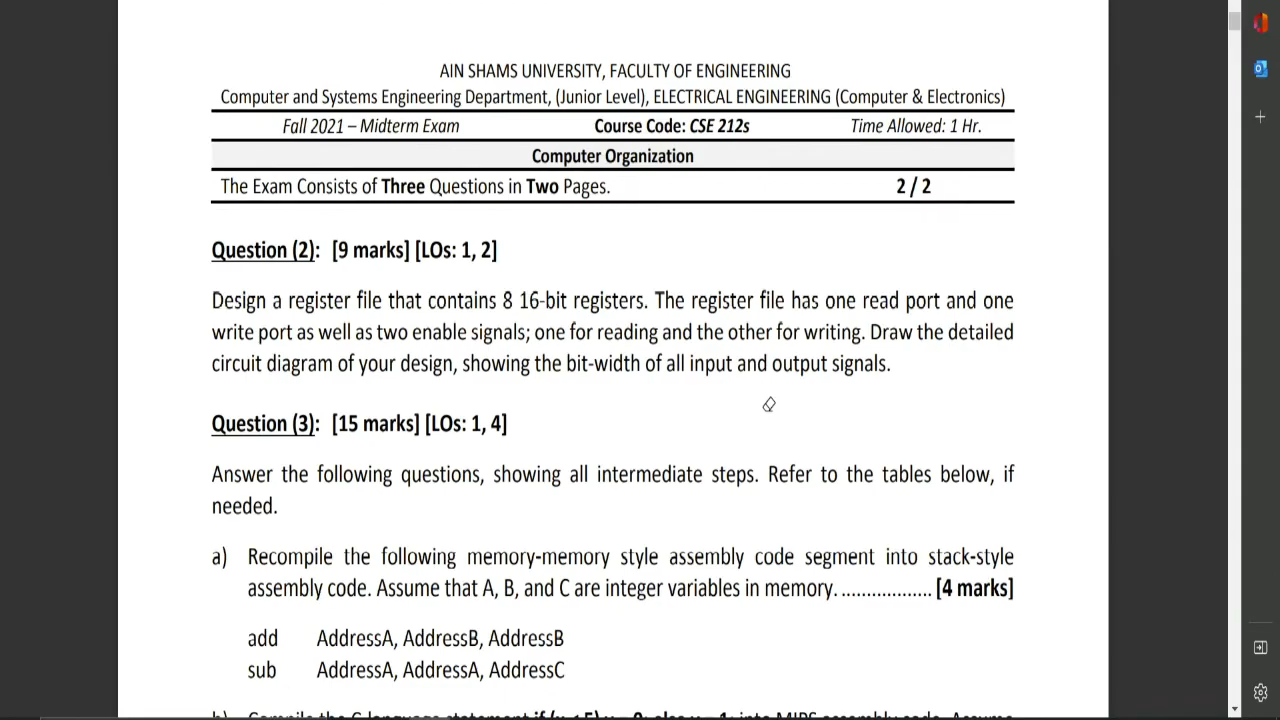 AIN SHAMS UNIVERSITY, FACULTY OF ENGINEERING
Computer and Systems Engineering Department, (Junior Level), ELECTRICAL ENGINEERING (Computer & Electronics)
Fall 2021 – Midterm Exam Course Code: CSE 212s Time Allowed: 1 Hr.
Computer Organization
The Exam Consists of Three Questions in Two Pages. 2 / 2
Question (2): [9 marks] [LOs: 1, 2]
Design a register file that contains 8 16-bit registers. The register file has one read port and one
write port as well as two enable signals; one for reading and the other for writing. Draw the detailed
circuit diagram of your design, showing the bit-width of all input and output signals.
Question (3): [15 marks] [LOs: 1, 4]
Answer the following questions, showing all intermediate steps. Refer to the tables below, if
needed.
a) Recompile the following memory-memory style assembly code segment into stack-style
assembly code. Assume that A, B, and C are integer variables in memory. .................. [4 marks]
add AddressA, AddressB, AddressB
sub AddressA, AddressA, AddressC